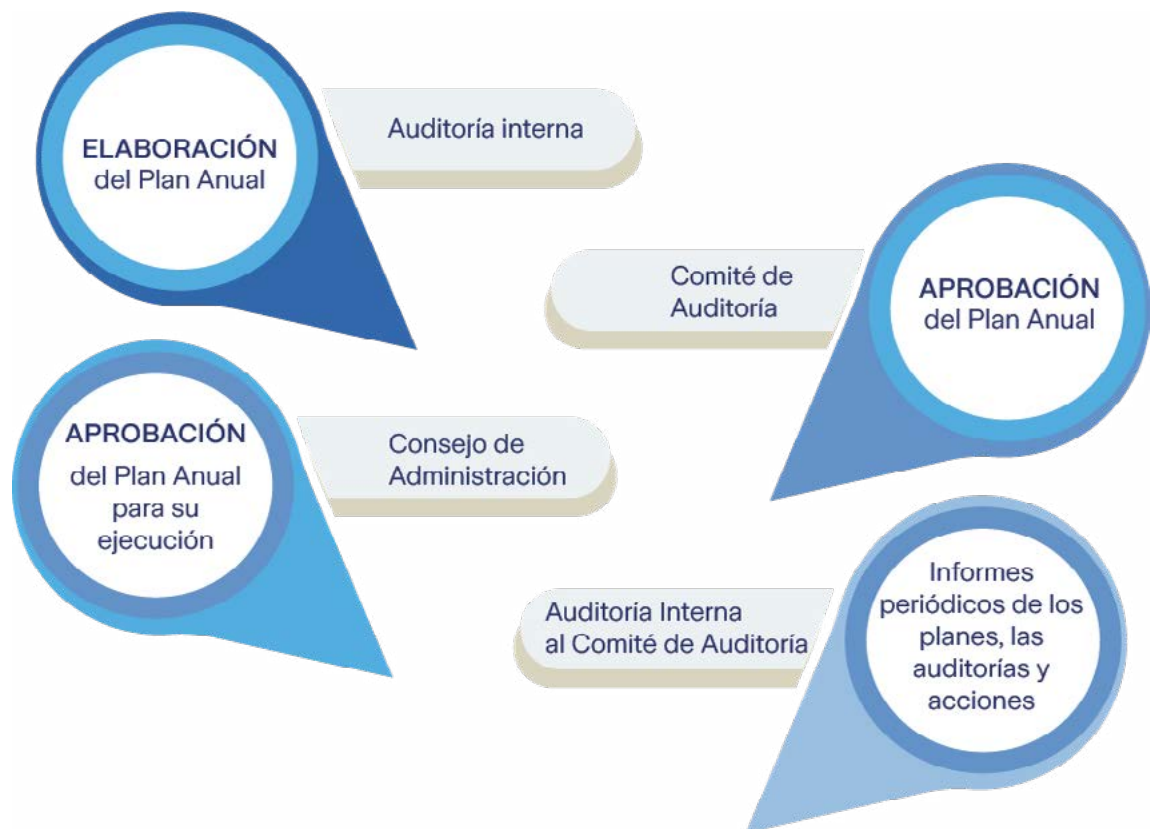 ELABORACIÓN
del Plan Anual
Auditoría interna
Comité de
Auditoría
APROBACIÓN
del Plan Anual
APROBACIÓN
del Plan Anual
para su
ejecución
Consejo de
Administración
Auditoría Interna
al Comité de Auditoría
Informes
periódicos de los
planes, las
auditorías y
acciones